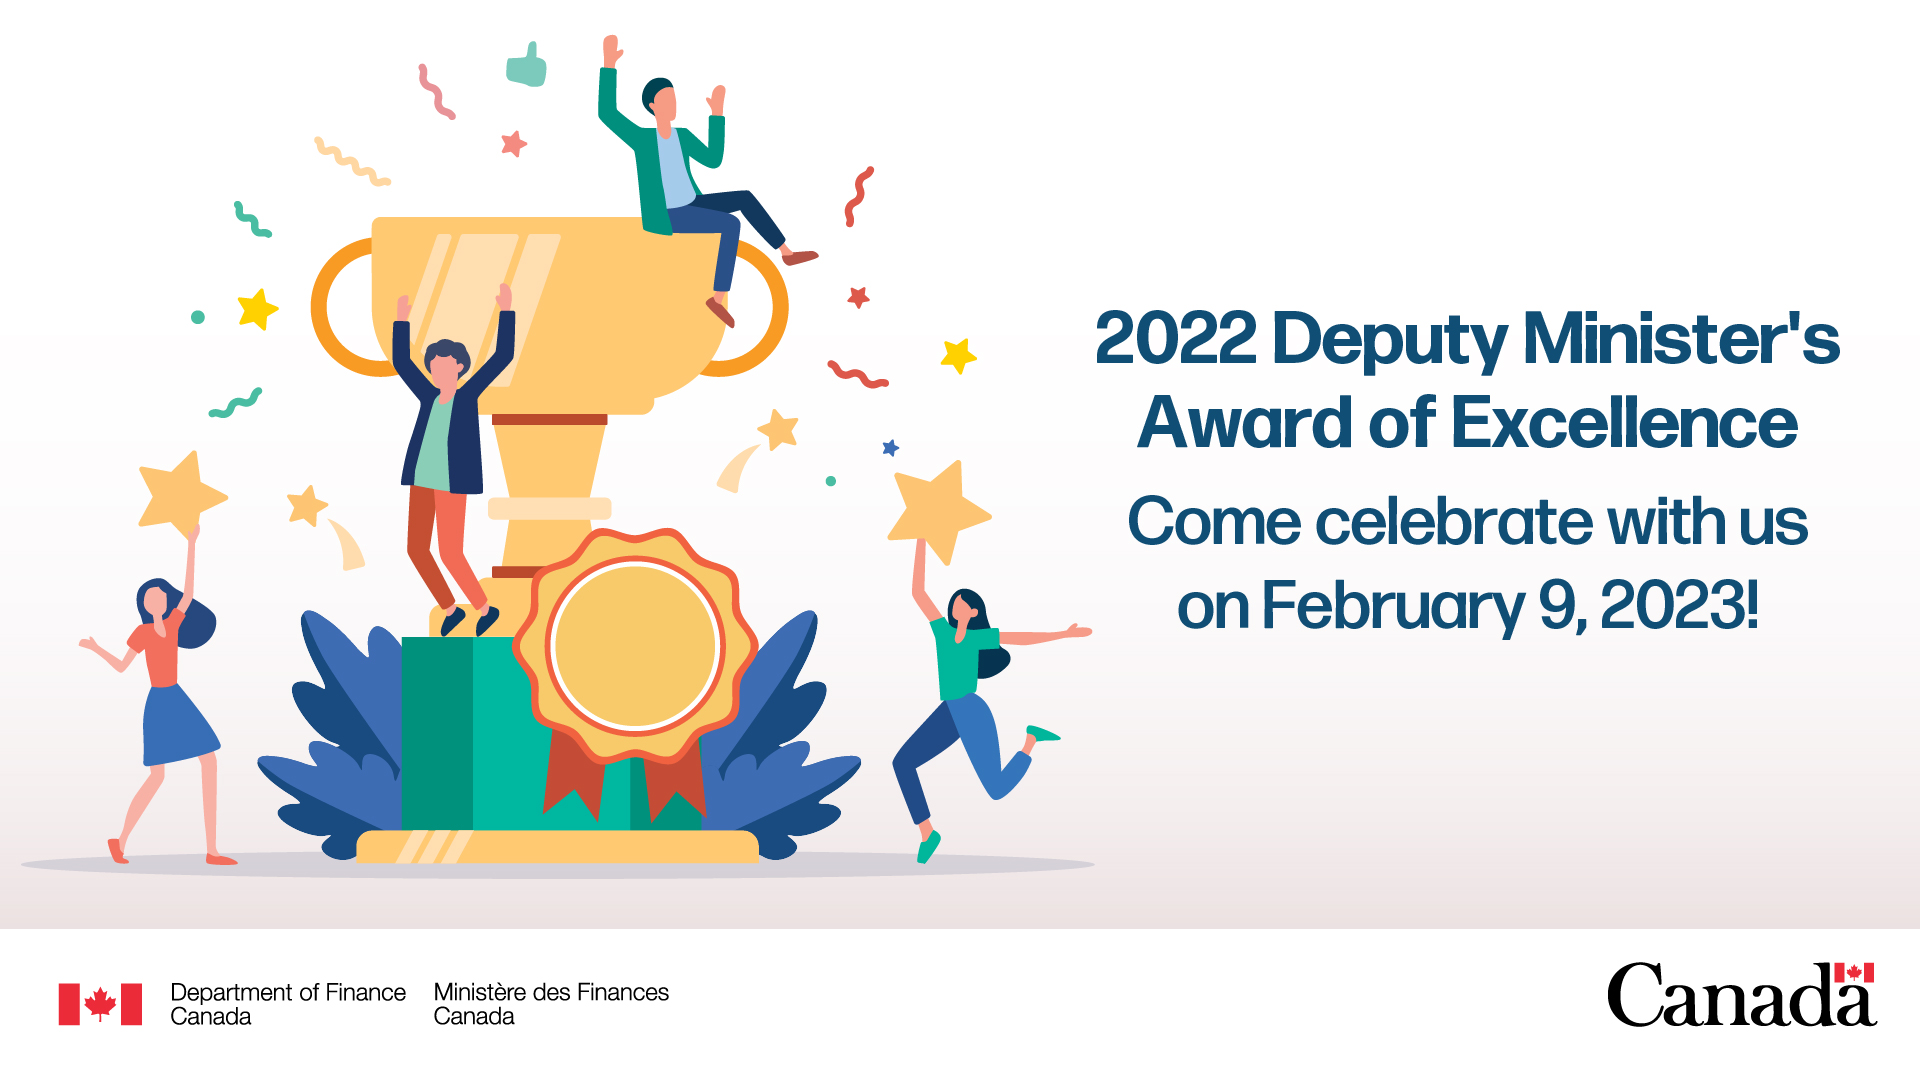 2022 Deputy Minister's
Award of Excellence
Come celebrate with us
on February 9, 2023!
Department of Finance
Canada
Ministère des Finances
Canada
Canada